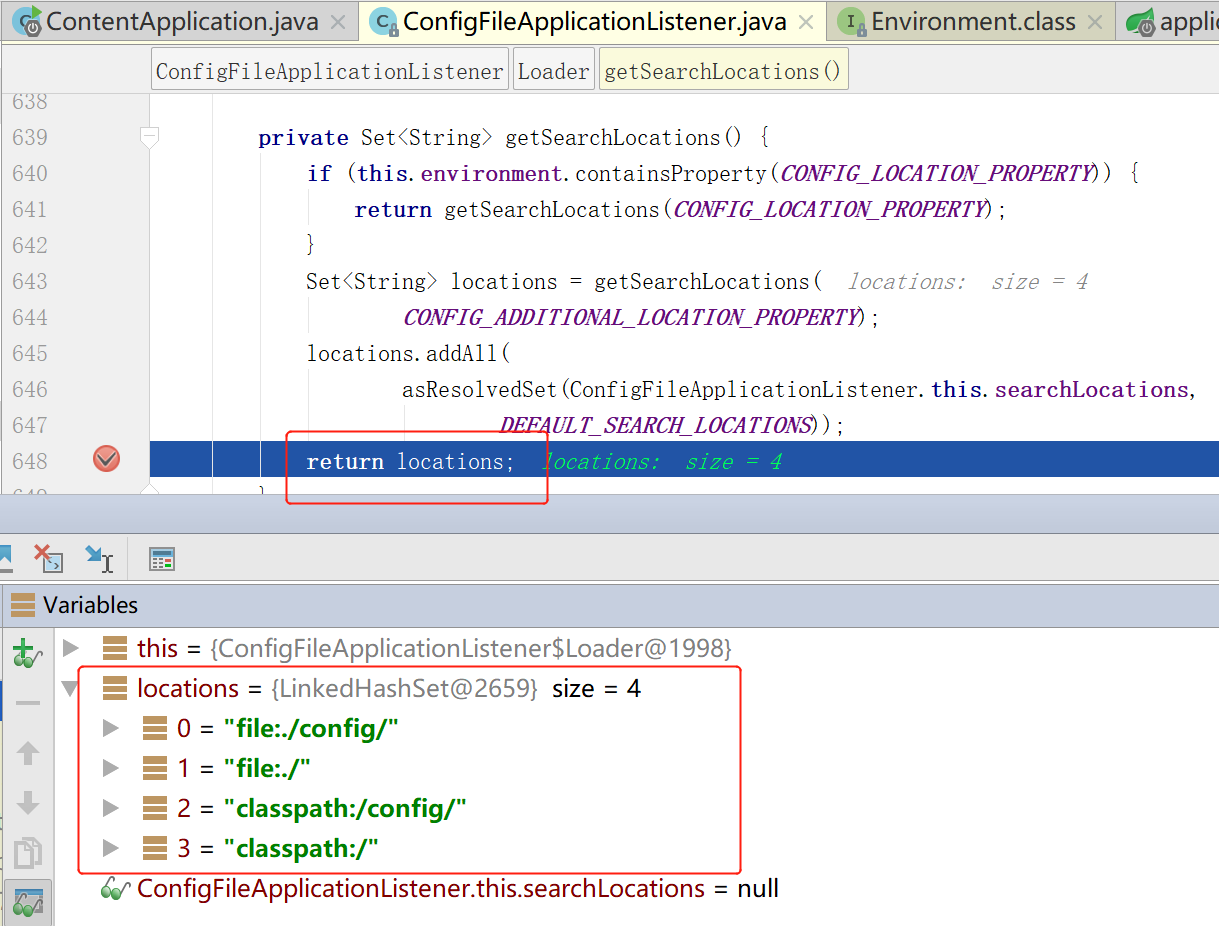 ContentApplication.java ConfigFileApplicationListener.java Environment.class applic
ConfigFileApplicationListener Loader getSearchLocations()
638
639 private Set<String> getSearchLocations() {
640 if (this.environment.containsProperty(CONFIG_LOCATION_PROPERTY)) {
641 return getSearchLocations(CONFIG_LOCATION_PROPERTY);
642 }
643 Set<String> locations = getSearchLocations( locations: size = 4
644 CONFIG_ADDITIONAL_LOCATION_PROPERTY);
645 locations.addAll(
646 asResolvedSet(ConfigFileApplicationListener.this.searchLocations,
647 DEFAULT_SEARCH_LOCATIONS));
648 return locations; locations: size = 4
649 }
Variables
this = {ConfigFileApplicationListener$Loader@1998}
locations = {LinkedHashSet@2659} size = 4
0 = "file:./config/"
1 = "file:./"
2 = "classpath:/config/"
3 = "classpath:/"
ConfigFileApplicationListener.this.searchLocations = null